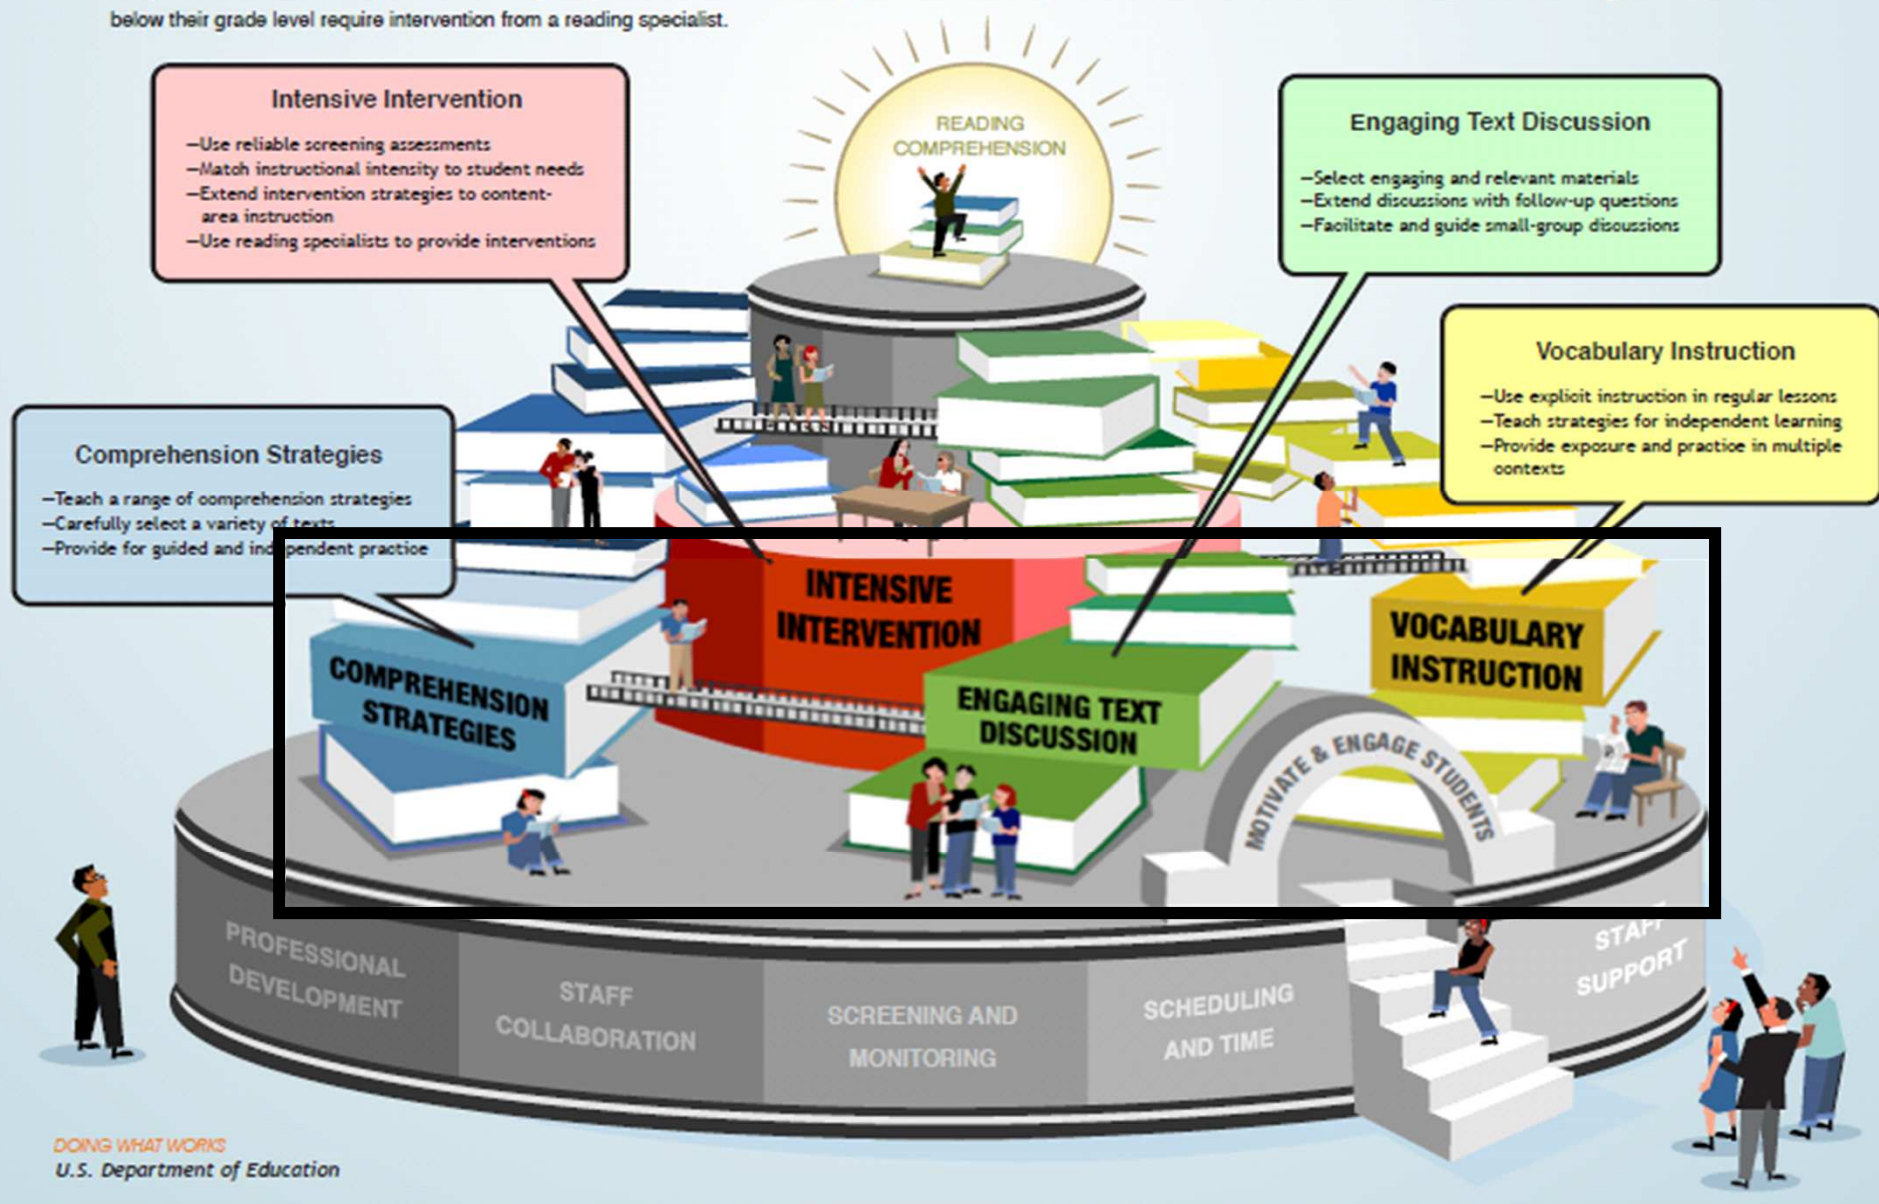 below their grade level require intervention from a reading specialist.
Intensive Intervention
—Use reliable screening assessments
—Match instructional intensity to student needs
—Extend intervention strategies to content-
area instruction
—Use reading specialists to provide interventions
READING
COMPREHENSION
Engaging Text Discussion
—Select engaging and relevant materials
—Extend discussions with follow-up questions
—Facilitate and guide small-group discussions
Vocabulary Instruction
—Use explicit instruction in regular lessons
—Teach strategies for independent learning
—Provide exposure and practice in multiple
contexts
Comprehension Strategies
—Teach a range of comprehension strategies
—Carefully select a variety of texts
—Provide for guided and independent practice
INTENSIVE
INTERVENTION
COMPREHENSION
STRATEGIES
ENGAGING TEXT
DISCUSSION
VOCABULARY
INSTRUCTION
MOTIVATE & ENGAGE STUDENTS
PROFESSIONAL
DEVELOPMENT
STAFF
COLLABORATION
SCREENING AND
MONITORING
SCHEDULING
AND TIME
STAFF
SUPPORT
DOING WHAT WORKS
U.S. Department of Education